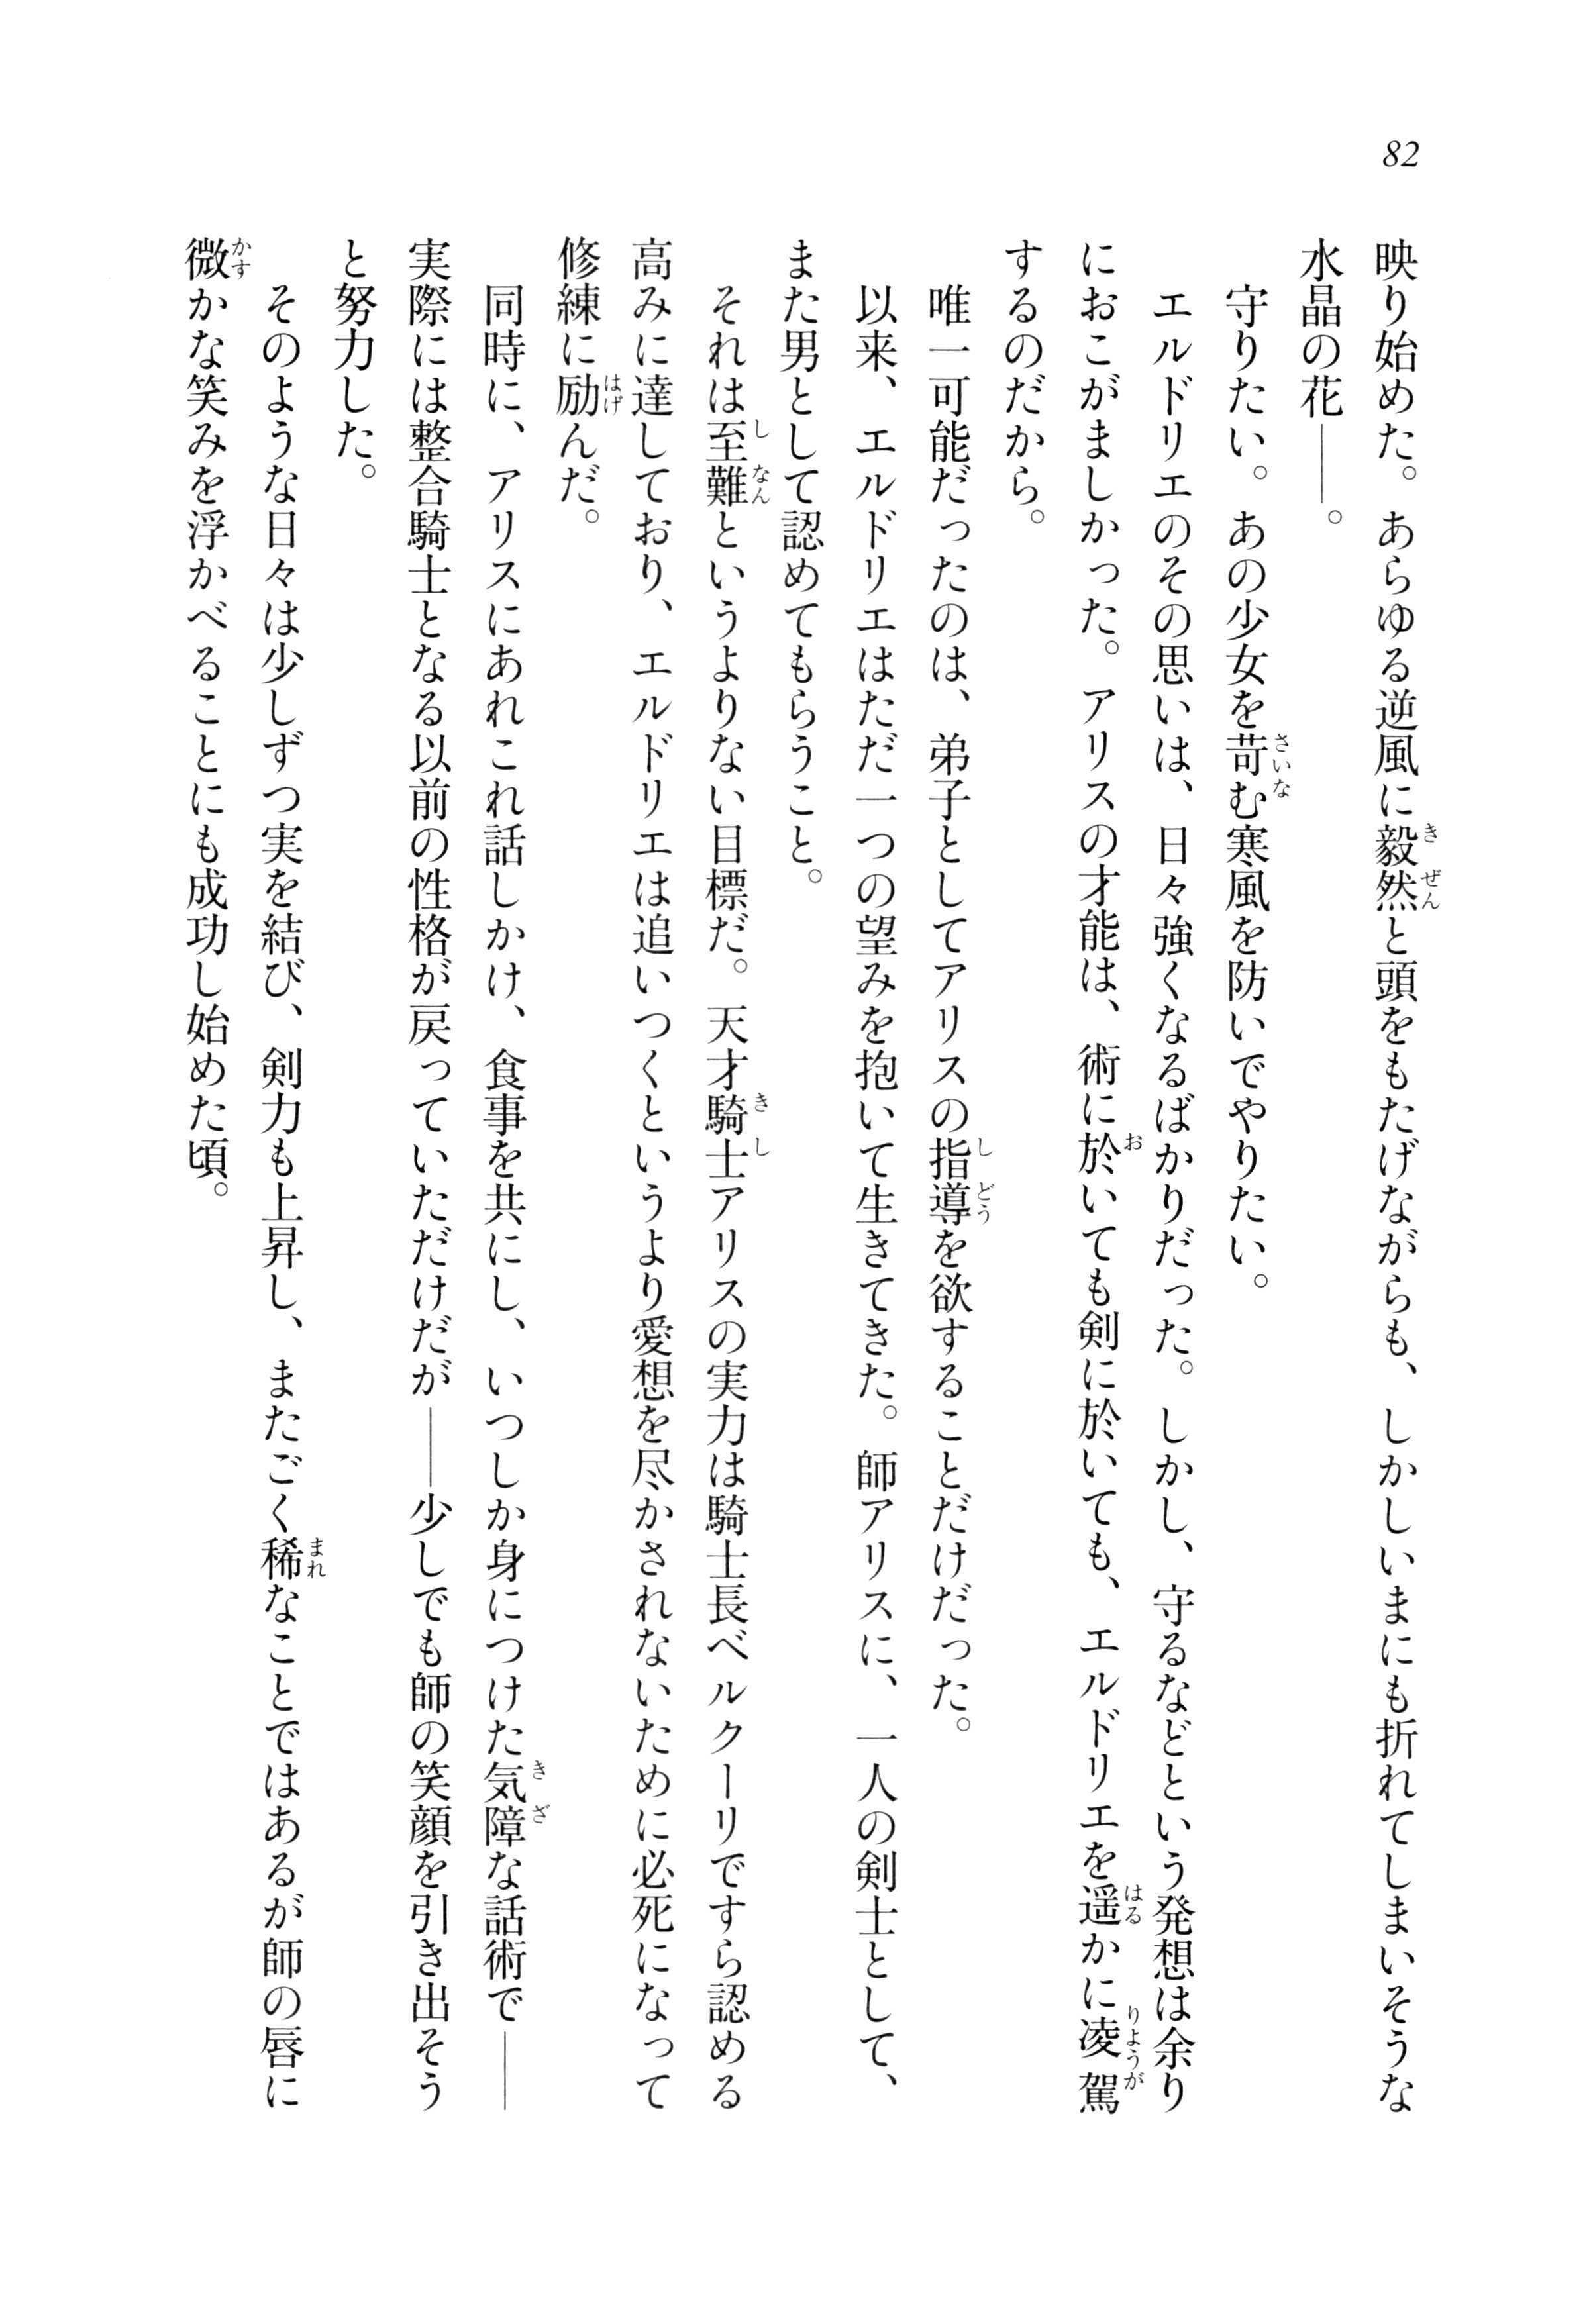 82
映り始めた。あらゆる逆風に毅然と頭をもたげながらも、しかしいまにも折れてしまいそうな
水晶の花――。
守りたい。あの少女を苛む寒風を防いでやりたい。
エルドリエのその思いは、日々強くなるばかりだった。しかし、守るなどという発想は余り
におこがましかった。アリスの才能は、術に於いても剣に於いても、エルドリエを遥かに凌駕
するのだから。
唯一可能だったのは、弟子としてアリスの指導を欲することだけだった。
以来、エルドリエはただ一つの望みを抱いて生きてきた。師アリスに、一人の剣士として、
また男として認めてもらうこと。
それは至難というよりない目標だ。天才騎士アリスの実力は騎士長ベルクーリですら認める
高みに達しており、エルドリエは追いつくというより愛想を尽かされないために必死になって
修練に励んだ。
同時に、アリスにあれこれ話しかけ、食事を共にし、いつしか身につけた気障な話術で――
実際には整合騎士となる以前の性格が戻っていただけだが――少しでも師の笑顔を引き出そう
と努力した。
そのような日々は少しずつ実を結び、剣力も上昇し、またごく稀なことではあるが師の唇に
微かな笑みを浮かべることにも成功し始めた頃。